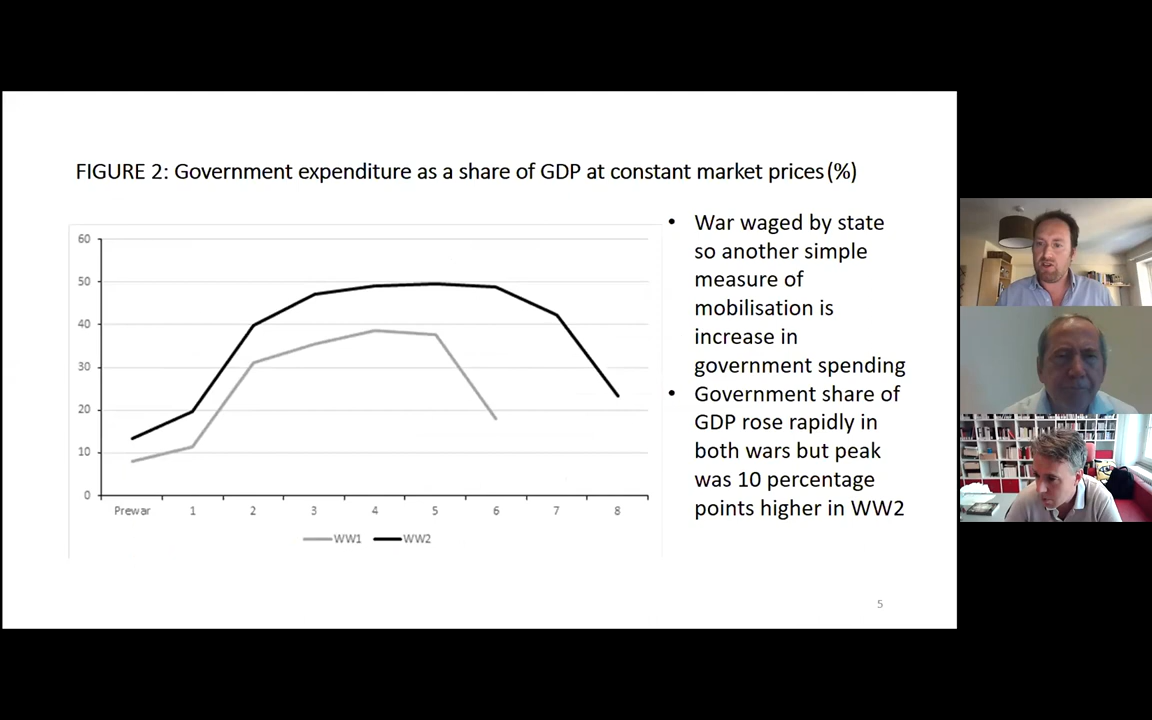 FIGURE 2: Government expenditure as a share of GDP at constant market prices (%)
60
50
40
30
20
10
0
Prewar 1 2 3 4 5 6 7 8
WW1 WW2
• War waged by state
so another simple
measure of
mobilisation is
increase in
government spending
• Government share of
GDP rose rapidly in
both wars but peak
was 10 percentage
points higher in WW2
5